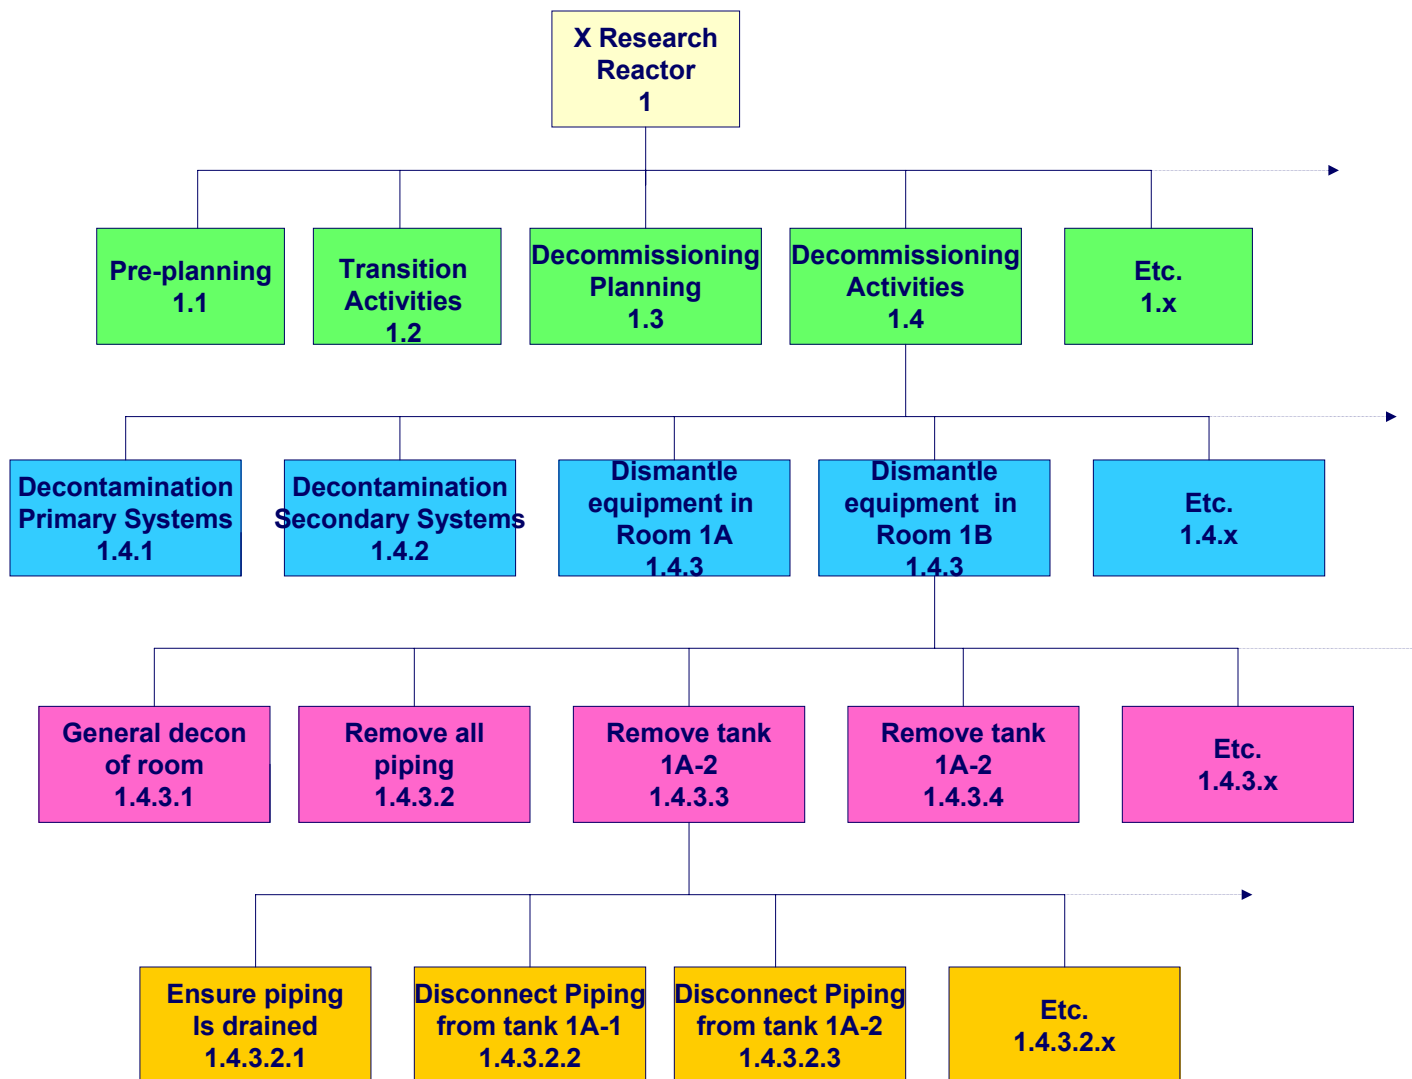 X Research
Reactor
1
Pre-planning
1.1
Transition
Activities
1.2
Decommissioning
Planning
1.3
Decommissioning
Activities
1.4
Etc.
1.x
Decontamination
Primary Systems
1.4.1
Decontamination
Secondary Systems
1.4.2
Dismantle
equipment in
Room 1A
1.4.3
Dismantle
equipment in
Room 1B
1.4.3
Etc.
1.4.x
General decon
of room
1.4.3.1
Remove all
piping
1.4.3.2
Remove tank
1A-2
1.4.3.3
Remove tank
1A-2
1.4.3.4
Etc.
1.4.3.x
Ensure piping
Is drained
1.4.3.2.1
Disconnect Piping
from tank 1A-1
1.4.3.2.2
Disconnect Piping
from tank 1A-2
1.4.3.2.3
Etc.
1.4.3.2.x